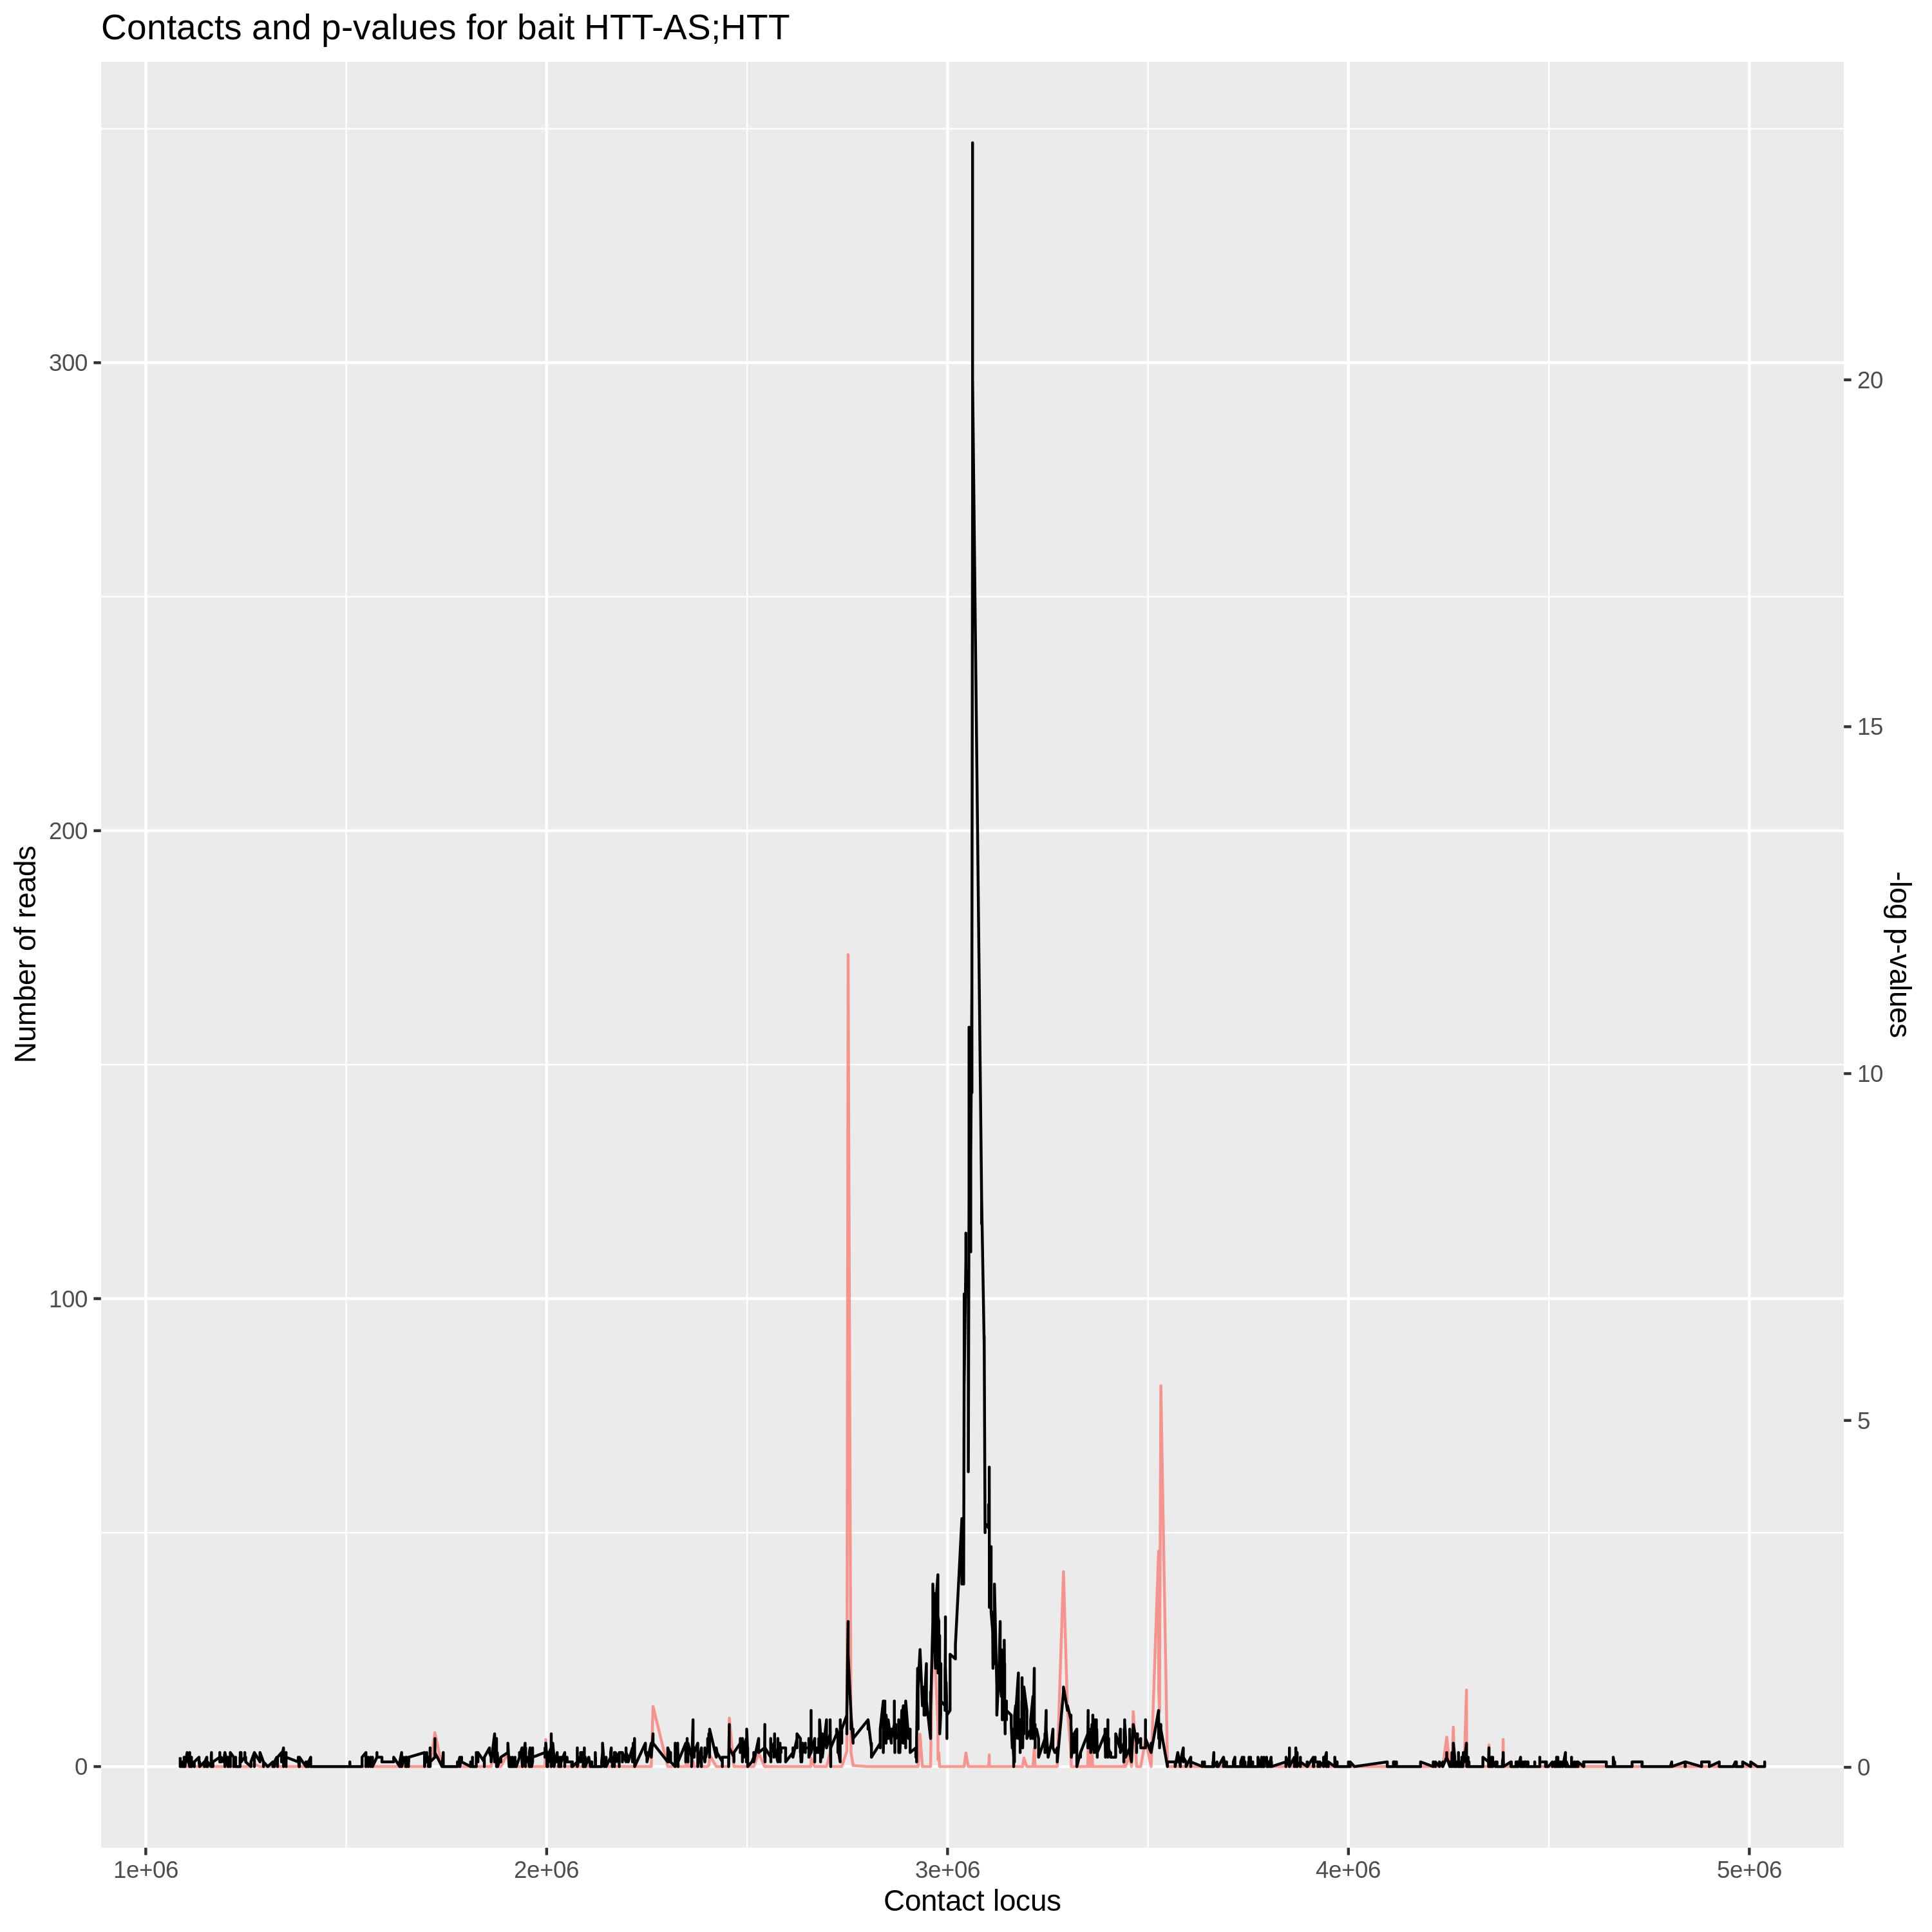 Contacts and p-values for bait HTT-AS;HTT
Number of reads
300
200
100
0
20
15
10
5
0
-log p-values
1e+06
2e+06
3e+06
4e+06
5e+06
Contact locus